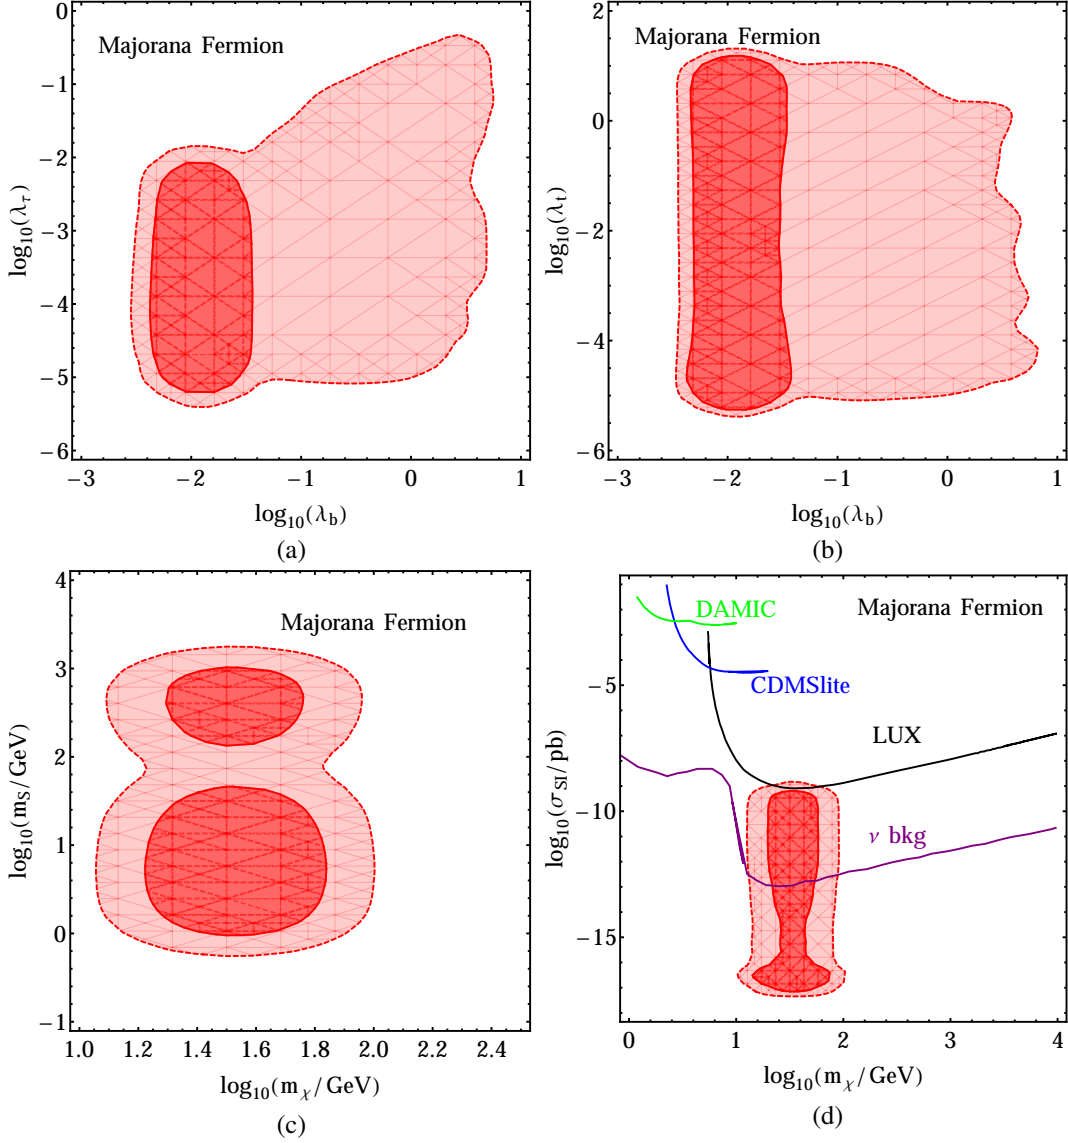 Majorana Fermion
0
−1
−2
−3
−4
−5
−6
log10(λτ)
−3 −2 −1 0 1
log10(λb)
(a)
Majorana Fermion
2
0
−2
−4
−6
log10(λt)
−3 −2 −1 0 1
log10(λb)
(b)
Majorana Fermion
4
3
2
1
0
−1
log10(mS/GeV)
1.0 1.2 1.4 1.6 1.8 2.0 2.2 2.4
log10(mχ/GeV)
(c)
DAMIC
Majorana Fermion
CDMSlite
LUX
ν bkg
−5
−10
−15
log10(σSI/pb)
0 1 2 3 4
log10(mχ/GeV)
(d)